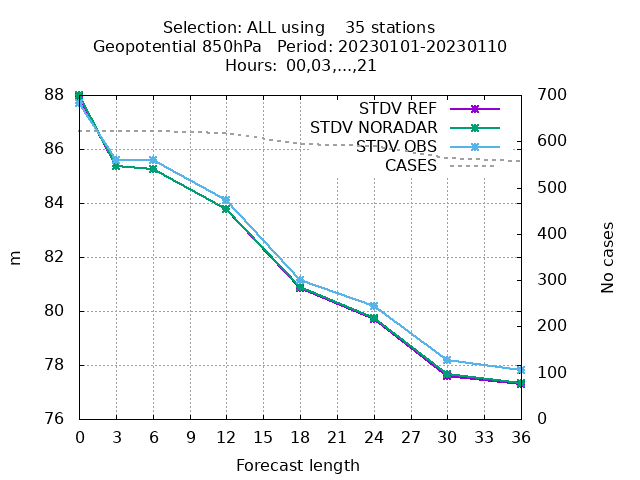 Selection: ALL using    35 stations
Geopotential 850hPa   Period: 20230101-20230110
Hours: 00,03,...,21
88 700
STDV REF
STDV NORADAR
86 600
STDV OBS
CASES
500
84
400
82
m No cases
300
80
200
78
100
76 0
0 3 6 9 12 15 18 21 24 27 30 33 36
Forecast length